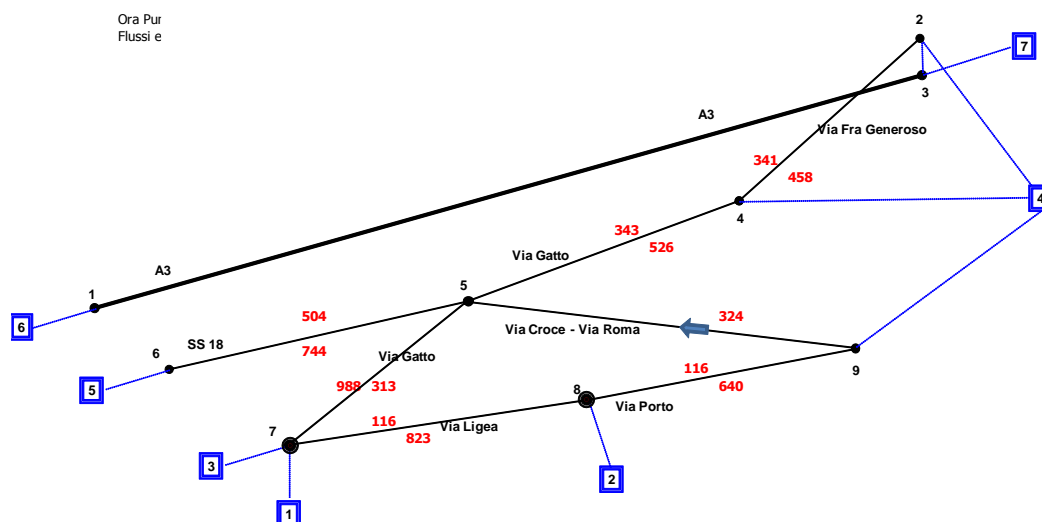 Ora Pur
Flussi e
2
7
3
A3
Via Fra Generoso
341
458
4
4
343
526
Via Gatto
A3
1
5
6
504
324
Via Croce - Via Roma
SS 18
744
Via Gatto
6
9
5
988 313
116
640
8
Via Porto
116
Via Ligea
823
7
3
2
1